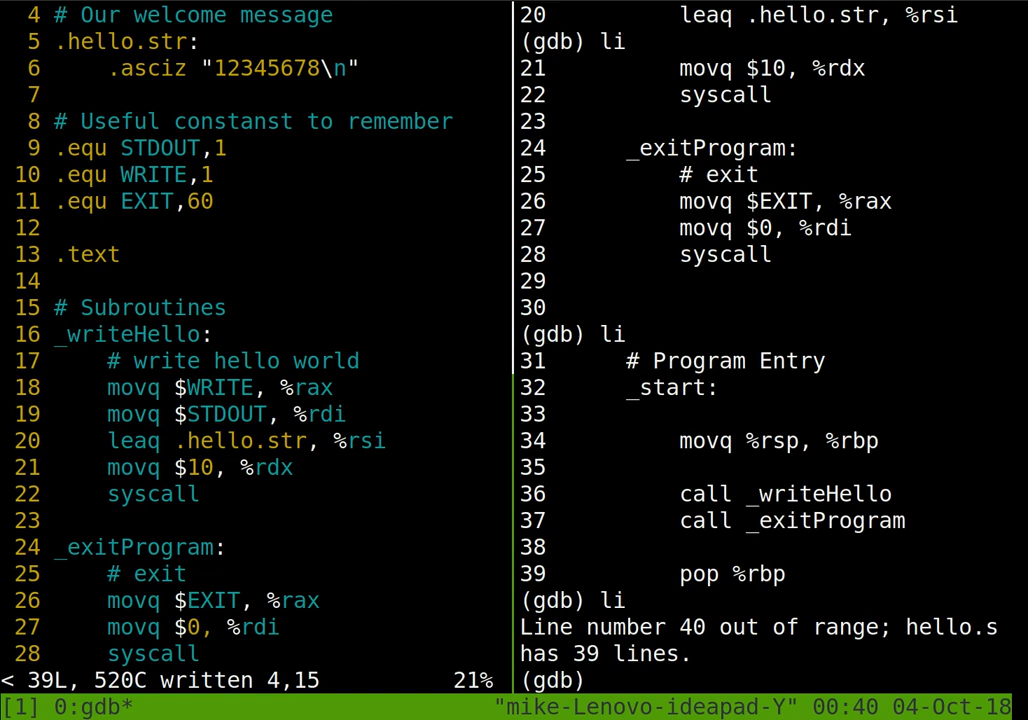 4 # Our welcome message
5 .hello.str:
6     .asciz "12345678\n"
7
8 # Useful constanst to remember
9 .equ STDOUT,1
10 .equ WRITE,1
11 .equ EXIT,60
12
13 .text
14
15 # Subroutines
16 _writeHello:
17     # write hello world
18     movq $WRITE, %rax
19     movq $STDOUT, %rdi
20     leaq .hello.str, %rsi
21     movq $10, %rdx
22     syscall
23
24 _exitProgram:
25     # exit
26     movq $EXIT, %rax
27     movq $0, %rdi
28     syscall
< 39L, 520C written 4,15          21%
20          leaq .hello.str, %rsi
(gdb) li
21          movq $10, %rdx
22          syscall
23
24      _exitProgram:
25          # exit
26          movq $EXIT, %rax
27          movq $0, %rdi
28          syscall
29
30
(gdb) li
31      # Program Entry
32      _start:
33
34          movq %rsp, %rbp
35
36          call _writeHello
37          call _exitProgram
38
39          pop %rbp
(gdb) li
Line number 40 out of range; hello.s
has 39 lines.
(gdb)
[1] 0:gdb*                           "mike-Lenovo-ideapad-Y" 00:40 04-Oct-18